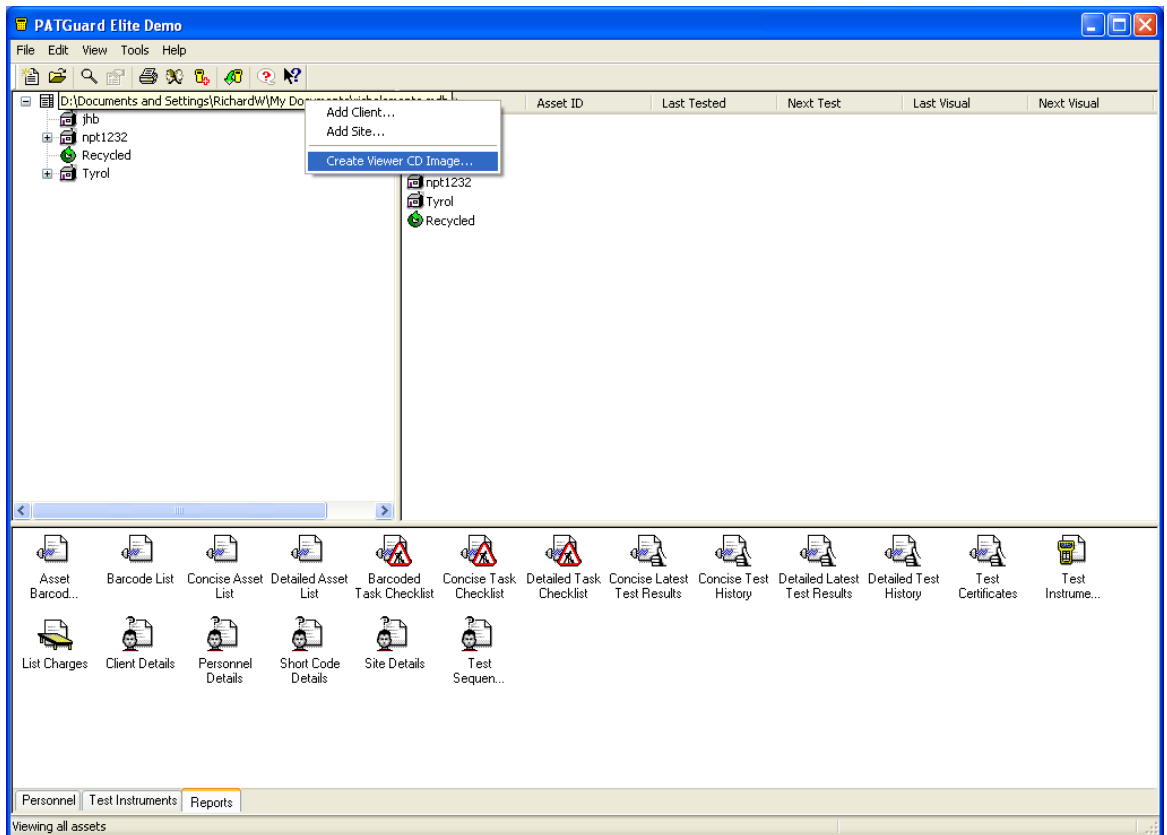 PATGuard Elite Demo
File Edit View Tools Help
D:\Documents and Settings\RichardW\My
Asset ID Last Tested Next Test Last Visual Next Visual
jhb
npt1232
Recycled
Tyrol
Add Client...
Add Site...
Create Viewer CD Image...
npt1232
Tyrol
Recycled
Asset Barcode List Concise Asset Detailed Asset Barcoded Concise Task Detailed Task Concise Latest Concise Test Detailed Latest Detailed Test Test Test
Barcod... List List Task Checklist Checklist Checklist Test Results History Test Results History Certificates Instrume...
List Charges Client Details Personnel Short Code Site Details Test
Details Details Sequen...
Personnel Test Instruments Reports
Viewing all assets